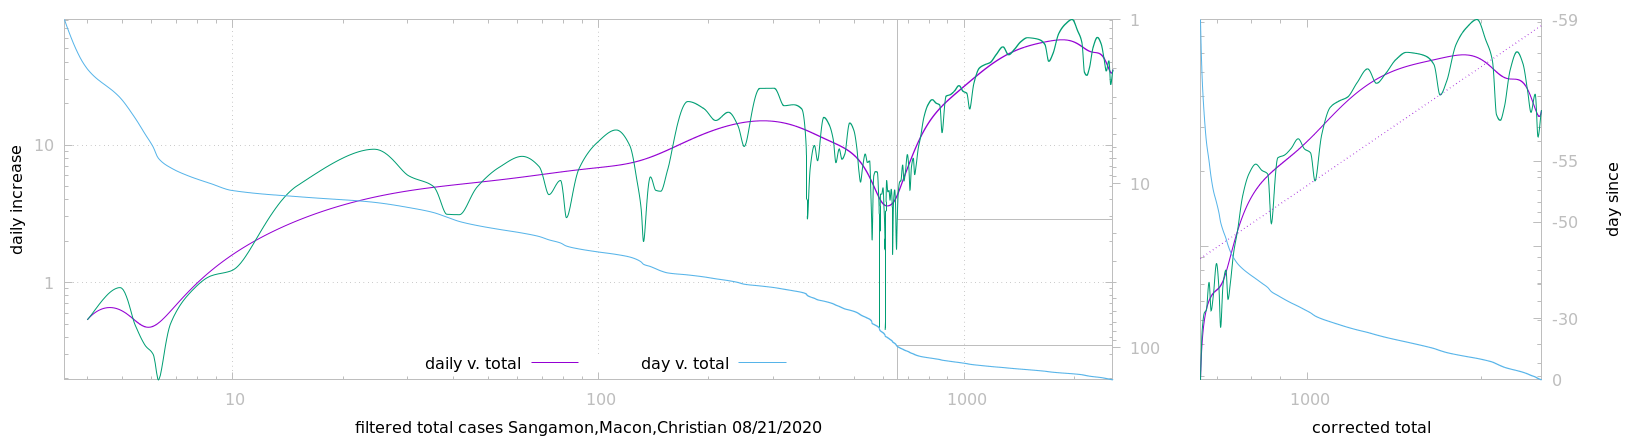 1
-59
10
daily increase
-55
10
-50
day since
1
-30
daily v. total
day v. total
100
0
10
100
1000
1000
filtered total cases Sangamon,Macon,Christian 08/21/2020
corrected total